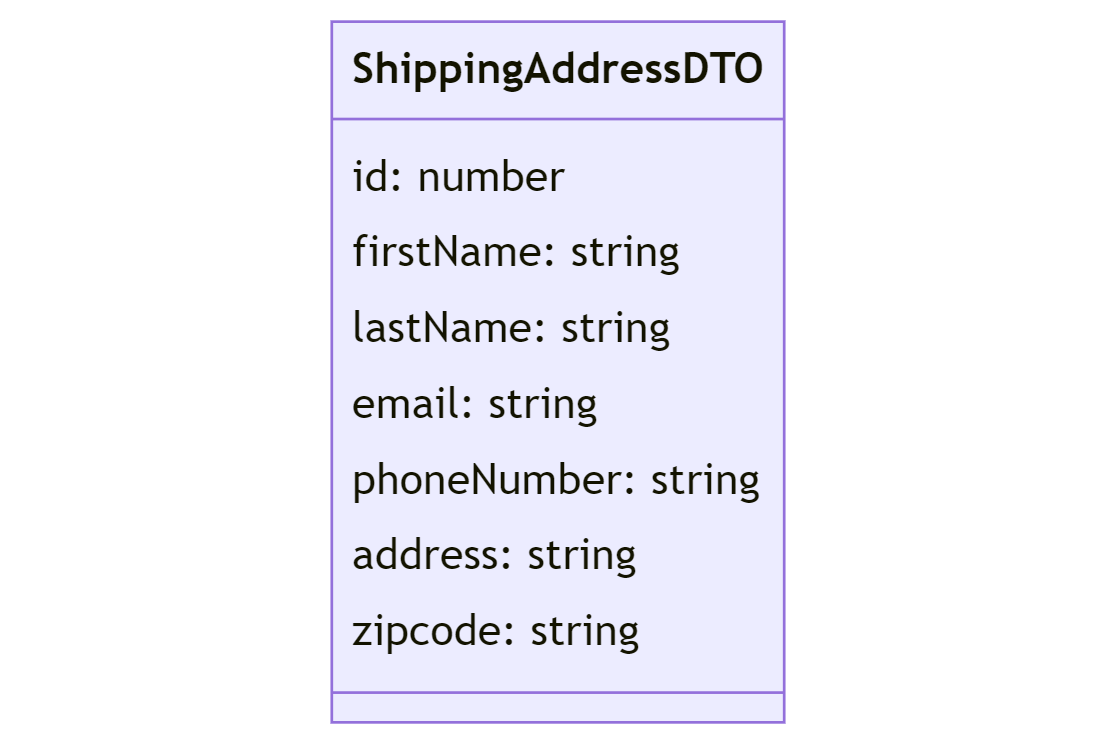 ShippingAddressDTO
id: number
firstName: string
lastName: string
email: string
phoneNumber: string
address: string
zipcode: string